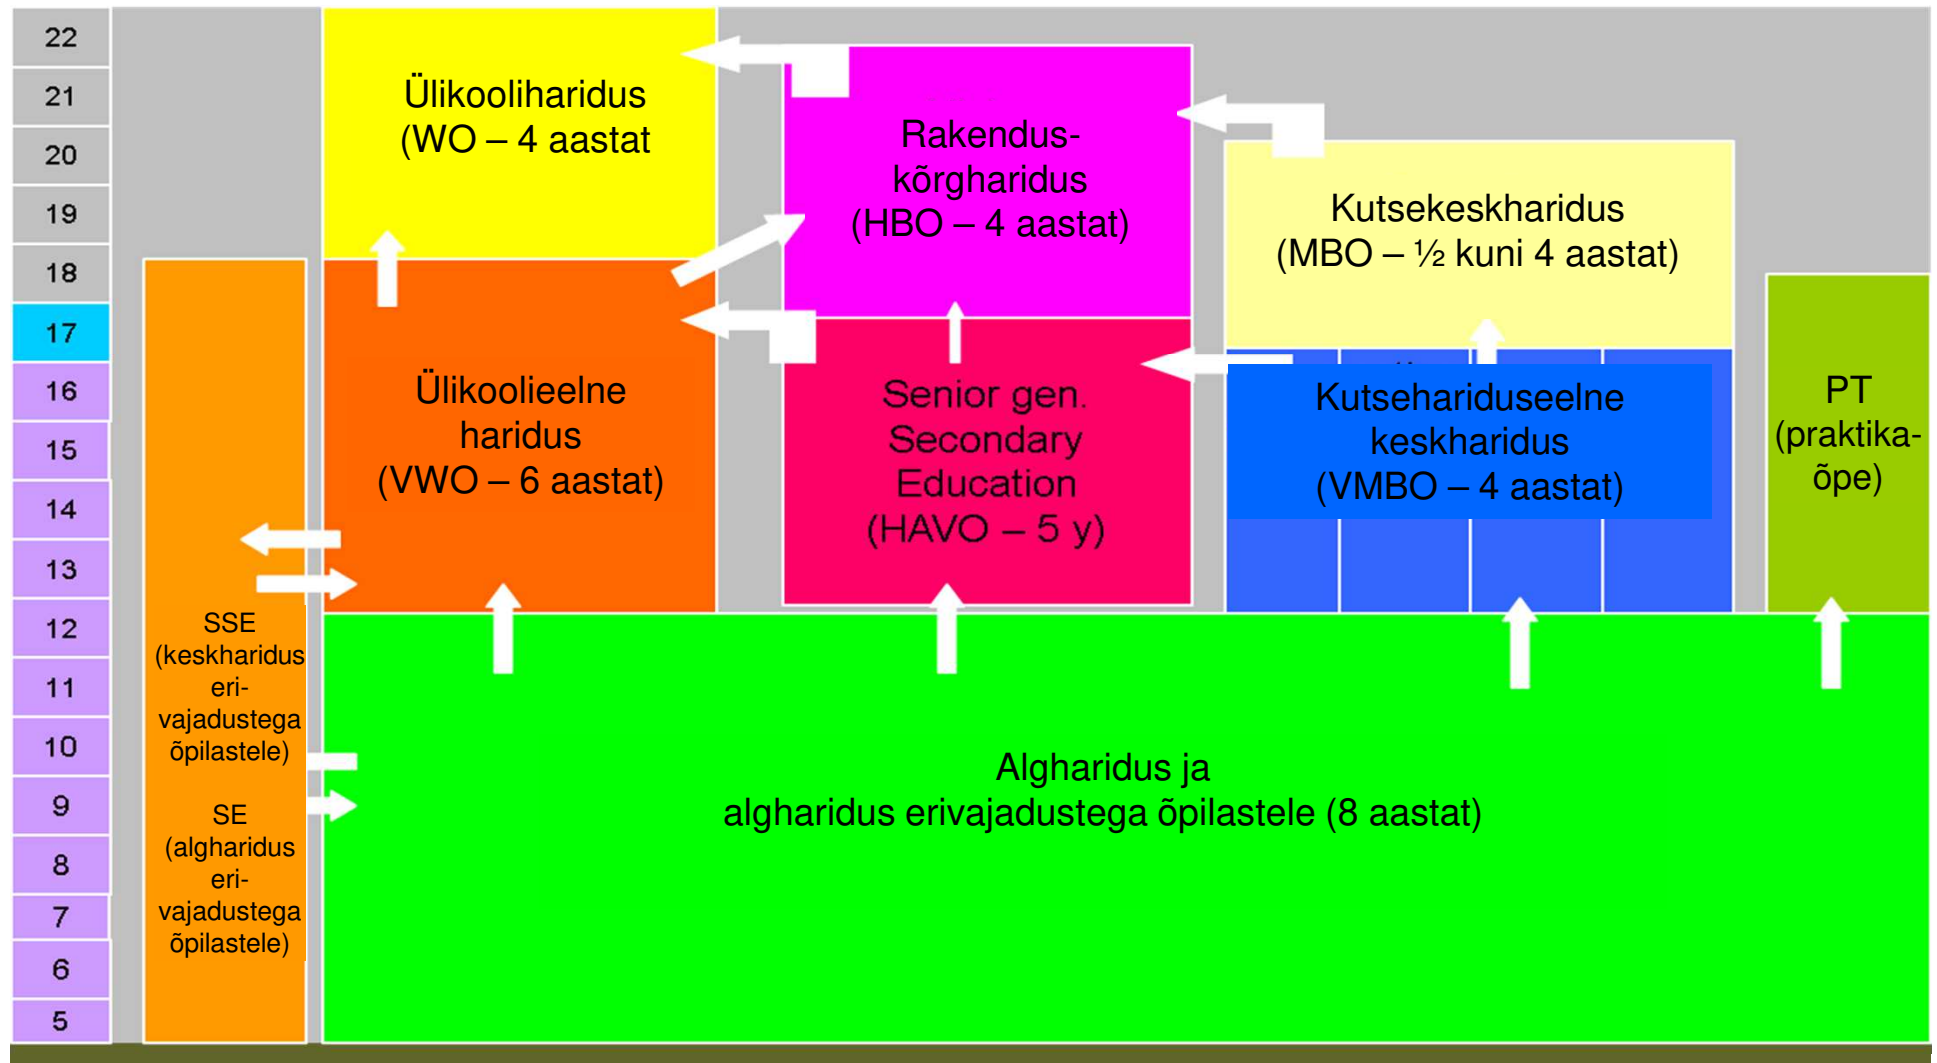 22
21
20
19
18
17
16
15
14
13
12
11
10
9
8
7
6
5
Ülikooliharidus
(WO – 4 aastat
Rakendus-
kõrgharidus
(HBO – 4 aastat)
Kutsekeskharidus
(MBO – ½ kuni 4 aastat)
Ülikoolieelne
haridus
(VWO – 6 aastat)
Senior gen.
Secondary
Education
(HAVO – 5 y)
Kutsehariduseelne
keskharidus
(VMBO – 4 aastat)
PT
(praktika-
õpe)
SSE
(keskharidus
eri-
vajadustega
õpilastele)
SE
(algharidus
eri-
vajadustega
õpilastele)
Algharidus ja
algharidus erivajadustega õpilastele (8 aastat)